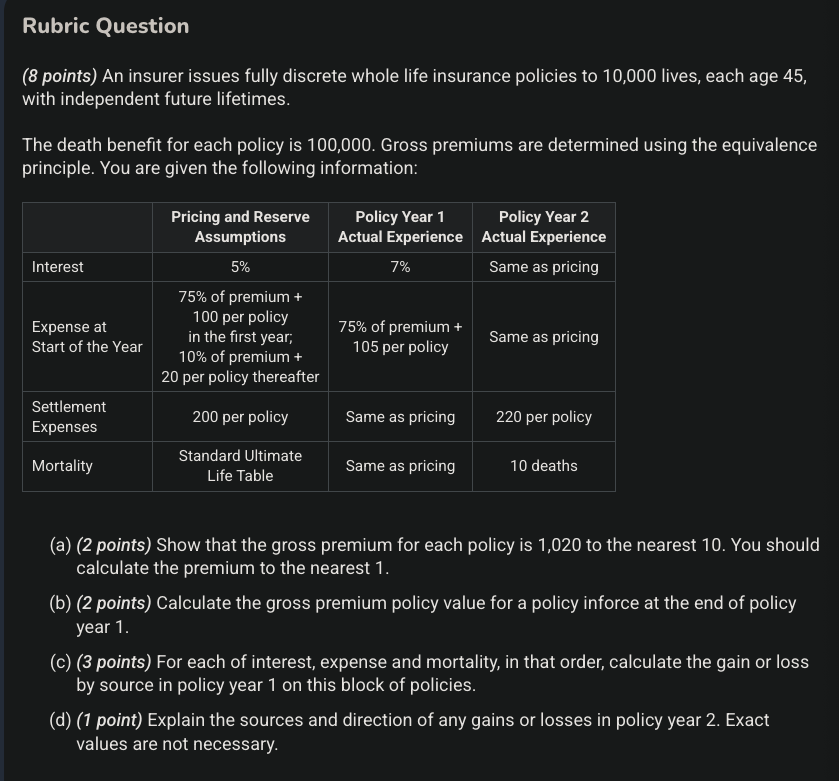 Rubric Question
(8 points) An insurer issues fully discrete whole life insurance policies to 10,000 lives, each age 45,
with independent future lifetimes.
The death benefit for each policy is 100,000. Gross premiums are determined using the equivalence
principle. You are given the following information:
Pricing and Reserve
Assumptions
Policy Year 1
Actual Experience
Policy Year 2
Actual Experience
Interest
5%
7%
Same as pricing
Expense at
Start of the Year
75% of premium +
100 per policy
in the first year;
10% of premium +
20 per policy thereafter
75% of premium +
105 per policy
Same as pricing
Settlement
Expenses
200 per policy
Same as pricing
220 per policy
Mortality
Standard Ultimate
Life Table
Same as pricing
10 deaths
(a) (2 points) Show that the gross premium for each policy is 1,020 to the nearest 10. You should
calculate the premium to the nearest 1.
(b) (2 points) Calculate the gross premium policy value for a policy inforce at the end of policy
year 1.
(c) (3 points) For each of interest, expense and mortality, in that order, calculate the gain or loss
by source in policy year 1 on this block of policies.
(d) (1 point) Explain the sources and direction of any gains or losses in policy year 2. Exact
values are not necessary.